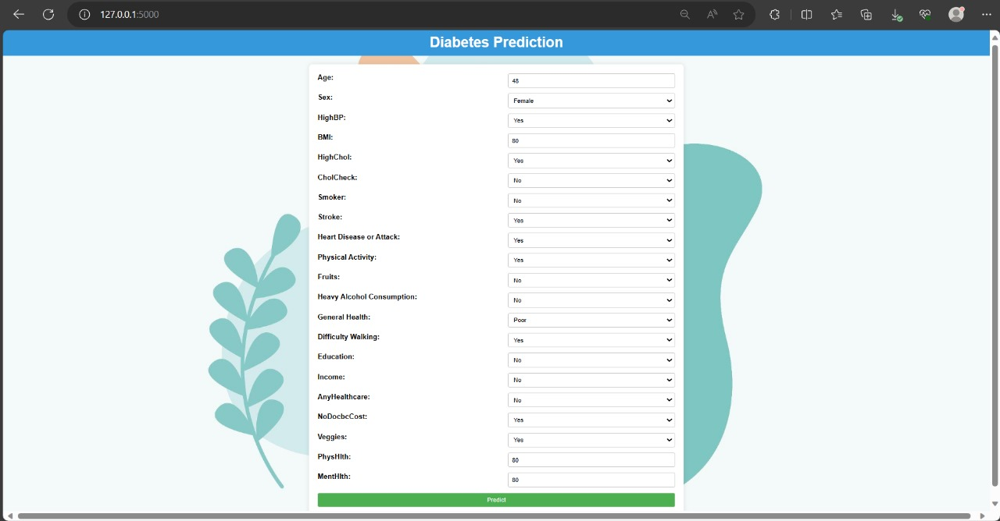 127.0.0.1:5000
Diabetes Prediction
Age: 48
Sex: Female
HighBP: Yes
BMI: 80
HighChol: Yes
CholCheck: No
Smoker: No
Stroke: Yes
Heart Disease or Attack: Yes
Physical Activity: Yes
Fruits: No
Heavy Alcohol Consumption: No
General Health: Poor
Difficulty Walking: Yes
Education: No
Income: No
AnyHealthcare: No
NoDocbcCost: Yes
Veggies: Yes
PhysHlth: 80
MentHlth: 80
Predict